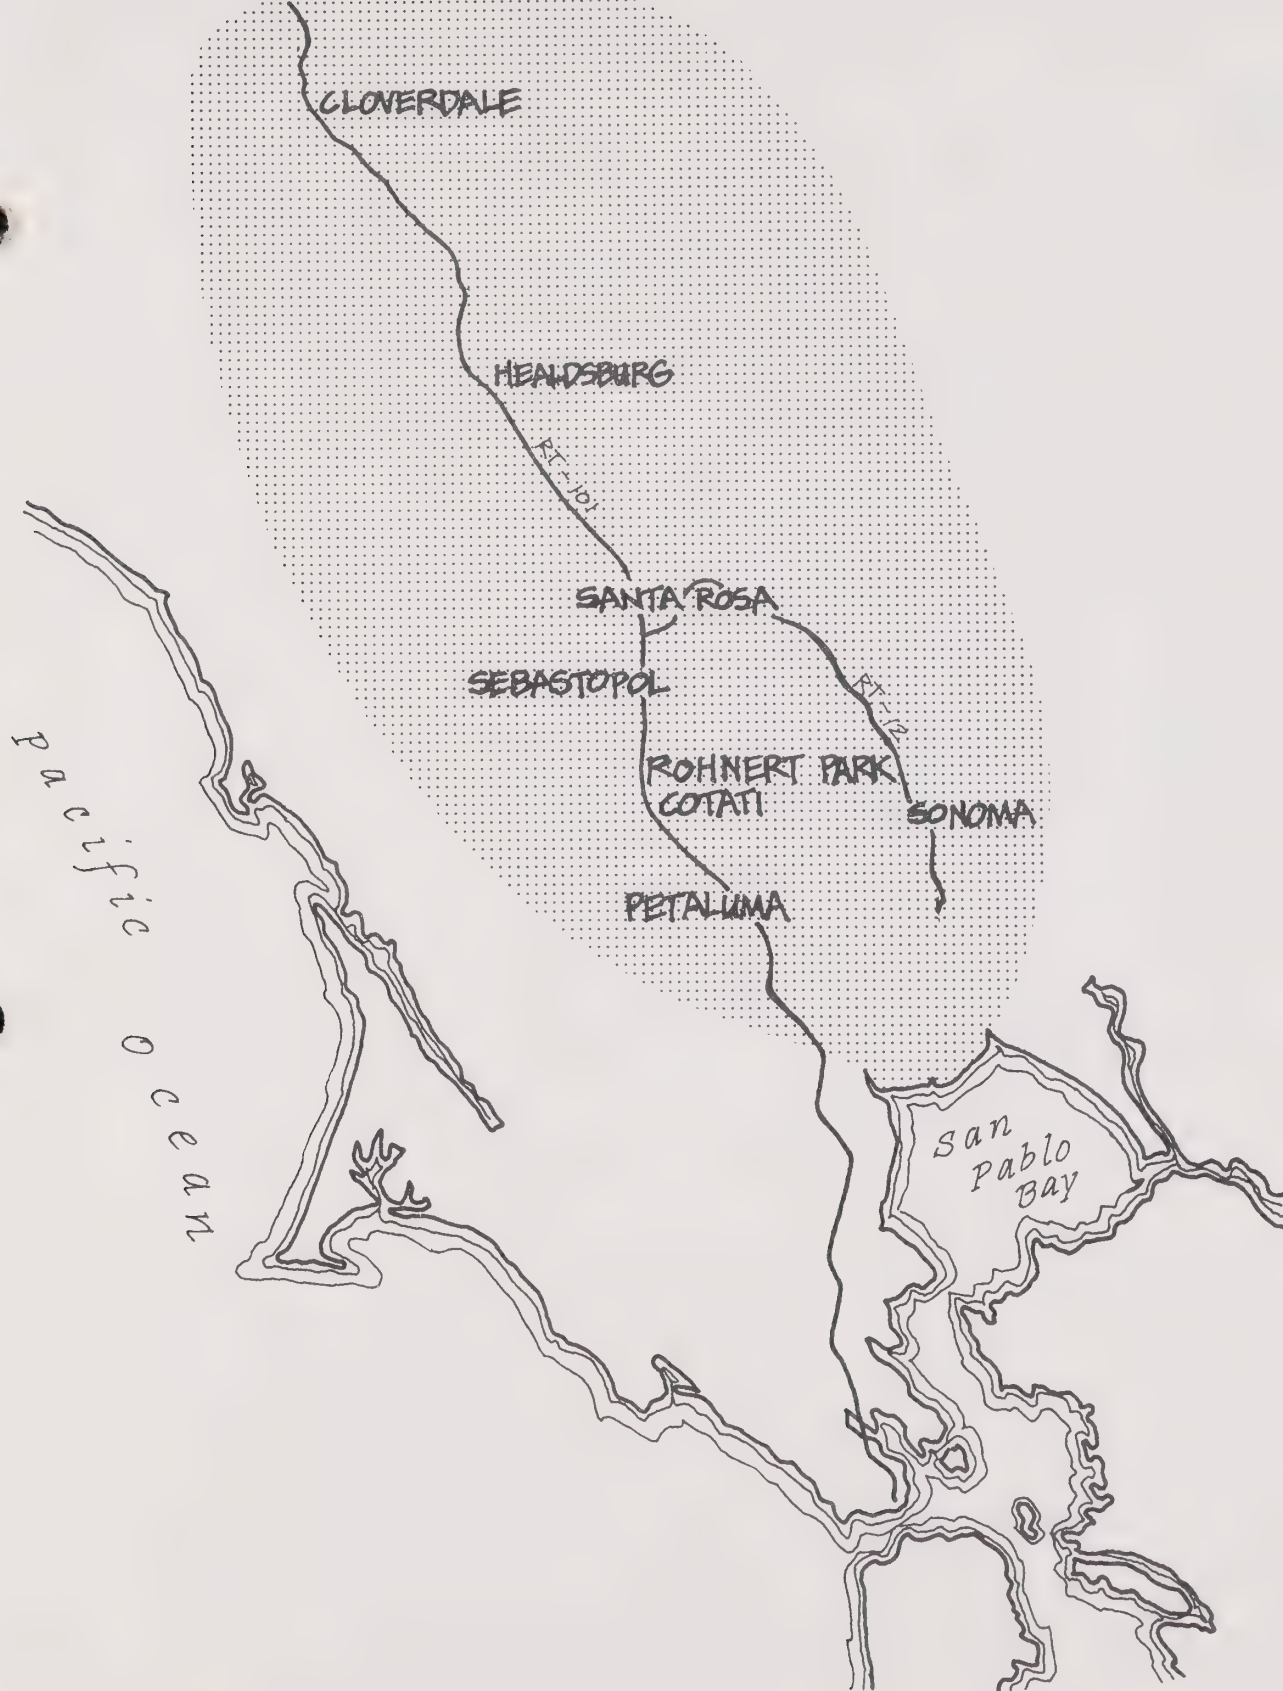 CLOVERDALE
HEALDSBURG
RT-101
SANTA ROSA
SEBASTOPOL
RT-12
ROHNERT PARK
COTATI
SONOMA
PETALUMA
Pacific Ocean
San
Pablo
Bay